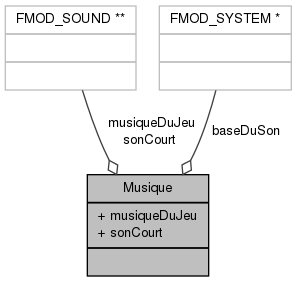 FMOD_SOUND **
FMOD_SYSTEM *
musiqueDuJeu
sonCourt
baseDuSon
Musique
+ musiqueDuJeu
+ sonCourt